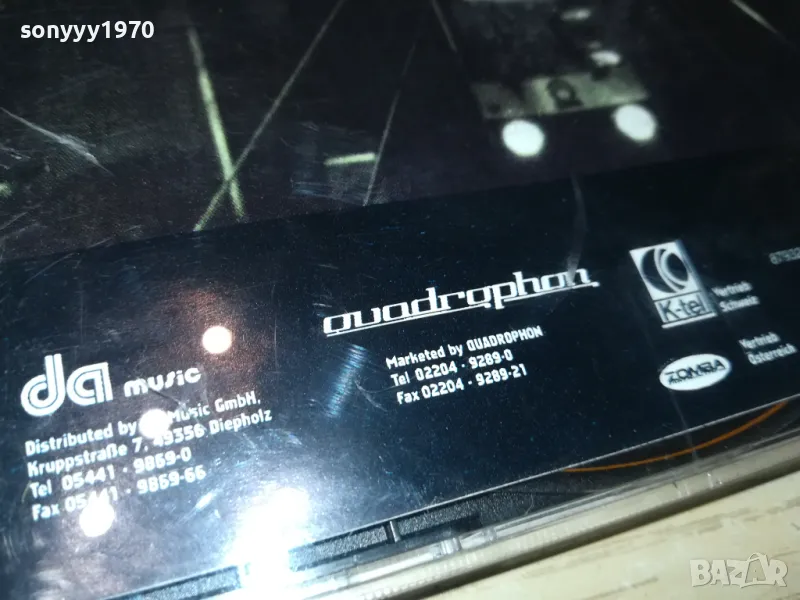 sonyyy1970
da music
Distributed by Music GmbH.
Kruppstraße 7, 49356 Diepholz
Tel 05441 · 9869-0
Fax 05441 · 9869-66
quadrophon
Marketed by QUADROPHON
Tel 02204 · 9289-0
Fax 02204 · 9289-21
K-tel
Vertrieb
Schweiz
ZOMBA
Vertrieb
Österreich
BAZAR